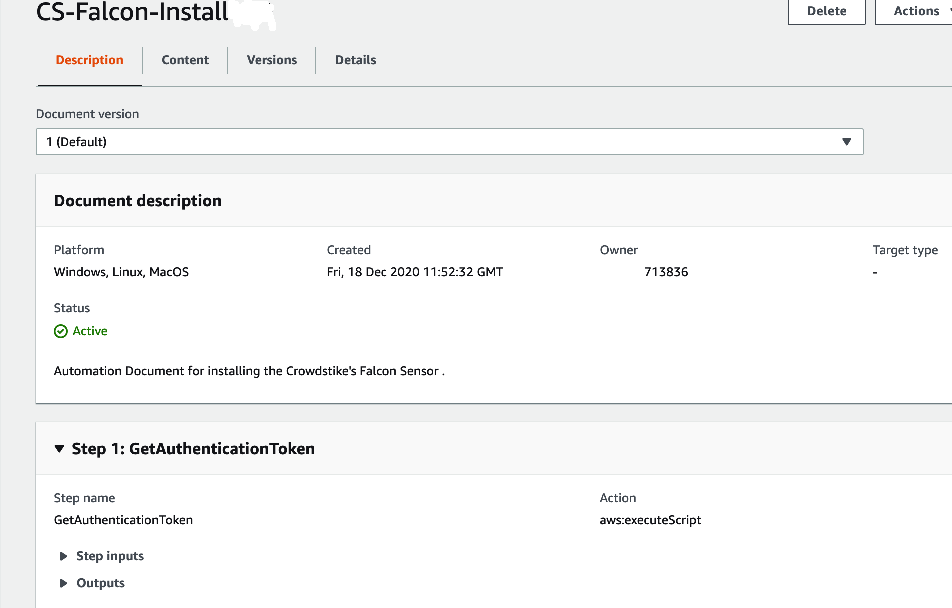 CS-Falcon-Install
Delete
Actions
Description
Content
Versions
Details
Document version
1 (Default)
Document description
Platform
Created
Owner
Target type
Windows, Linux, MacOS
Fri, 18 Dec 2020 11:52:32 GMT
713836
-
Status
Active
Automation Document for installing the Crowdstike's Falcon Sensor .
Step 1: GetAuthenticationToken
Step name
Action
GetAuthenticationToken
aws:executeScript
Step inputs
Outputs